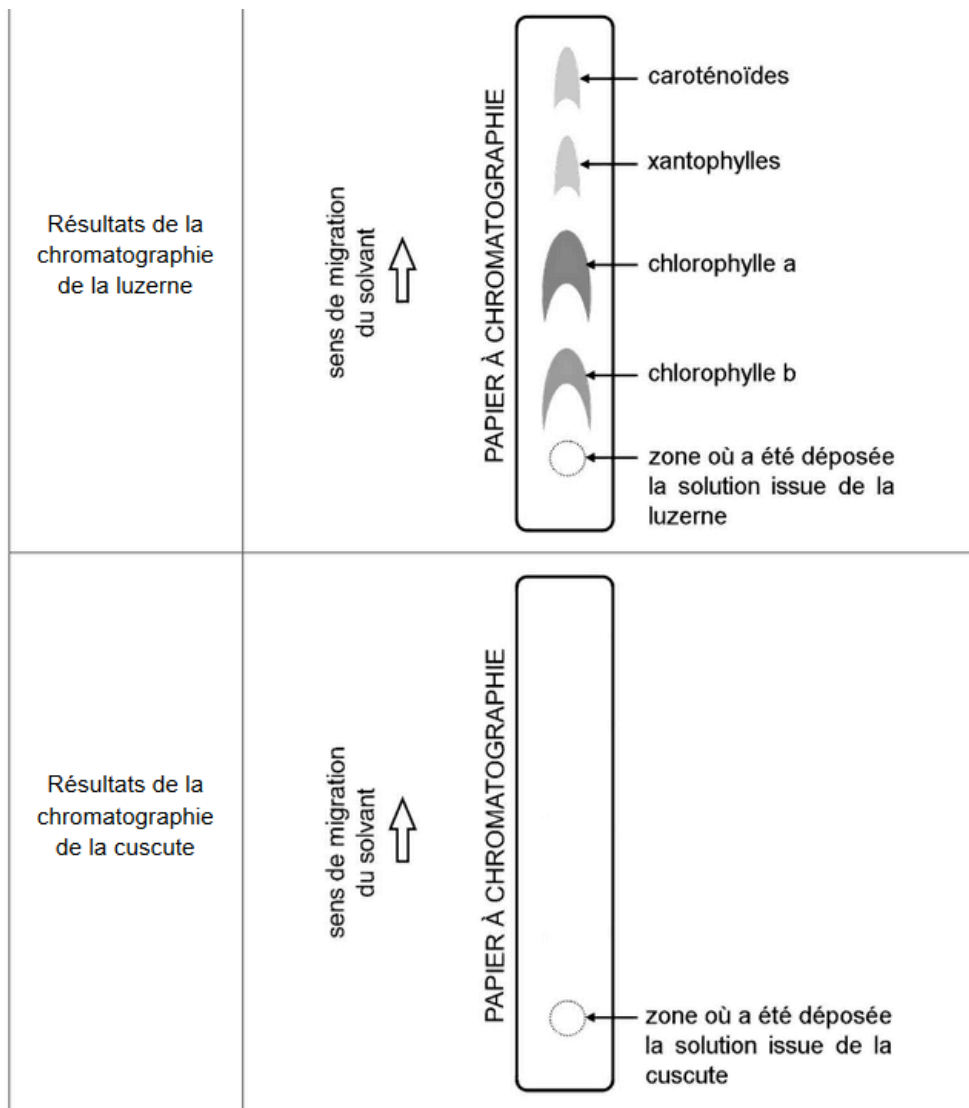 Résultats de la
chromatographie
de la luzerne
sens de migration
du solvant
PAPIER À CHROMATOGRAPHIE
caroténoïdes
xantophylles
chlorophylle a
chlorophylle b
zone où a été déposée
la solution issue de la
luzerne
Résultats de la
chromatographie
de la cuscute
sens de migration
du solvant
PAPIER À CHROMATOGRAPHIE
zone où a été déposée
la solution issue de la
cuscute